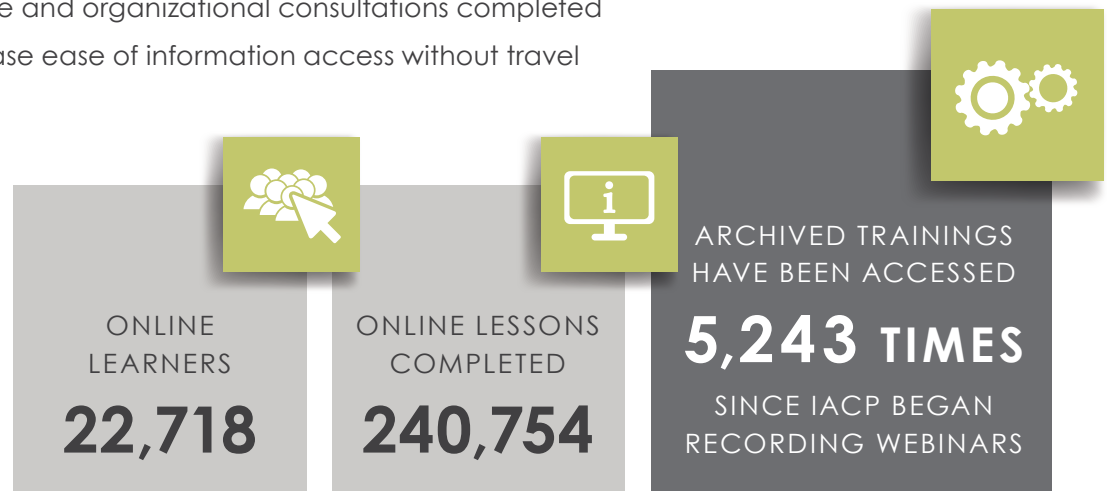 and organizational consultations completed
ease of information access without travel
ONLINE
LEARNERS
22,718
ONLINE LESSONS
COMPLETED
240,754
i
ARCHIVED TRAININGS
HAVE BEEN ACCESSED
5,243 TIMES
SINCE IACP BEGAN
RECORDING WEBINARS